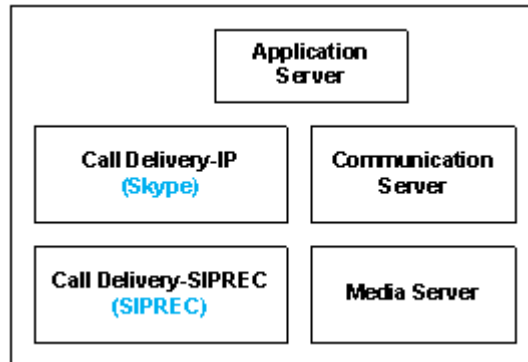 Application
Server
Call Delivery-IP
(Skype)
Communication
Server
Call Delivery-SIPREC
(SIPREC)
Media Server